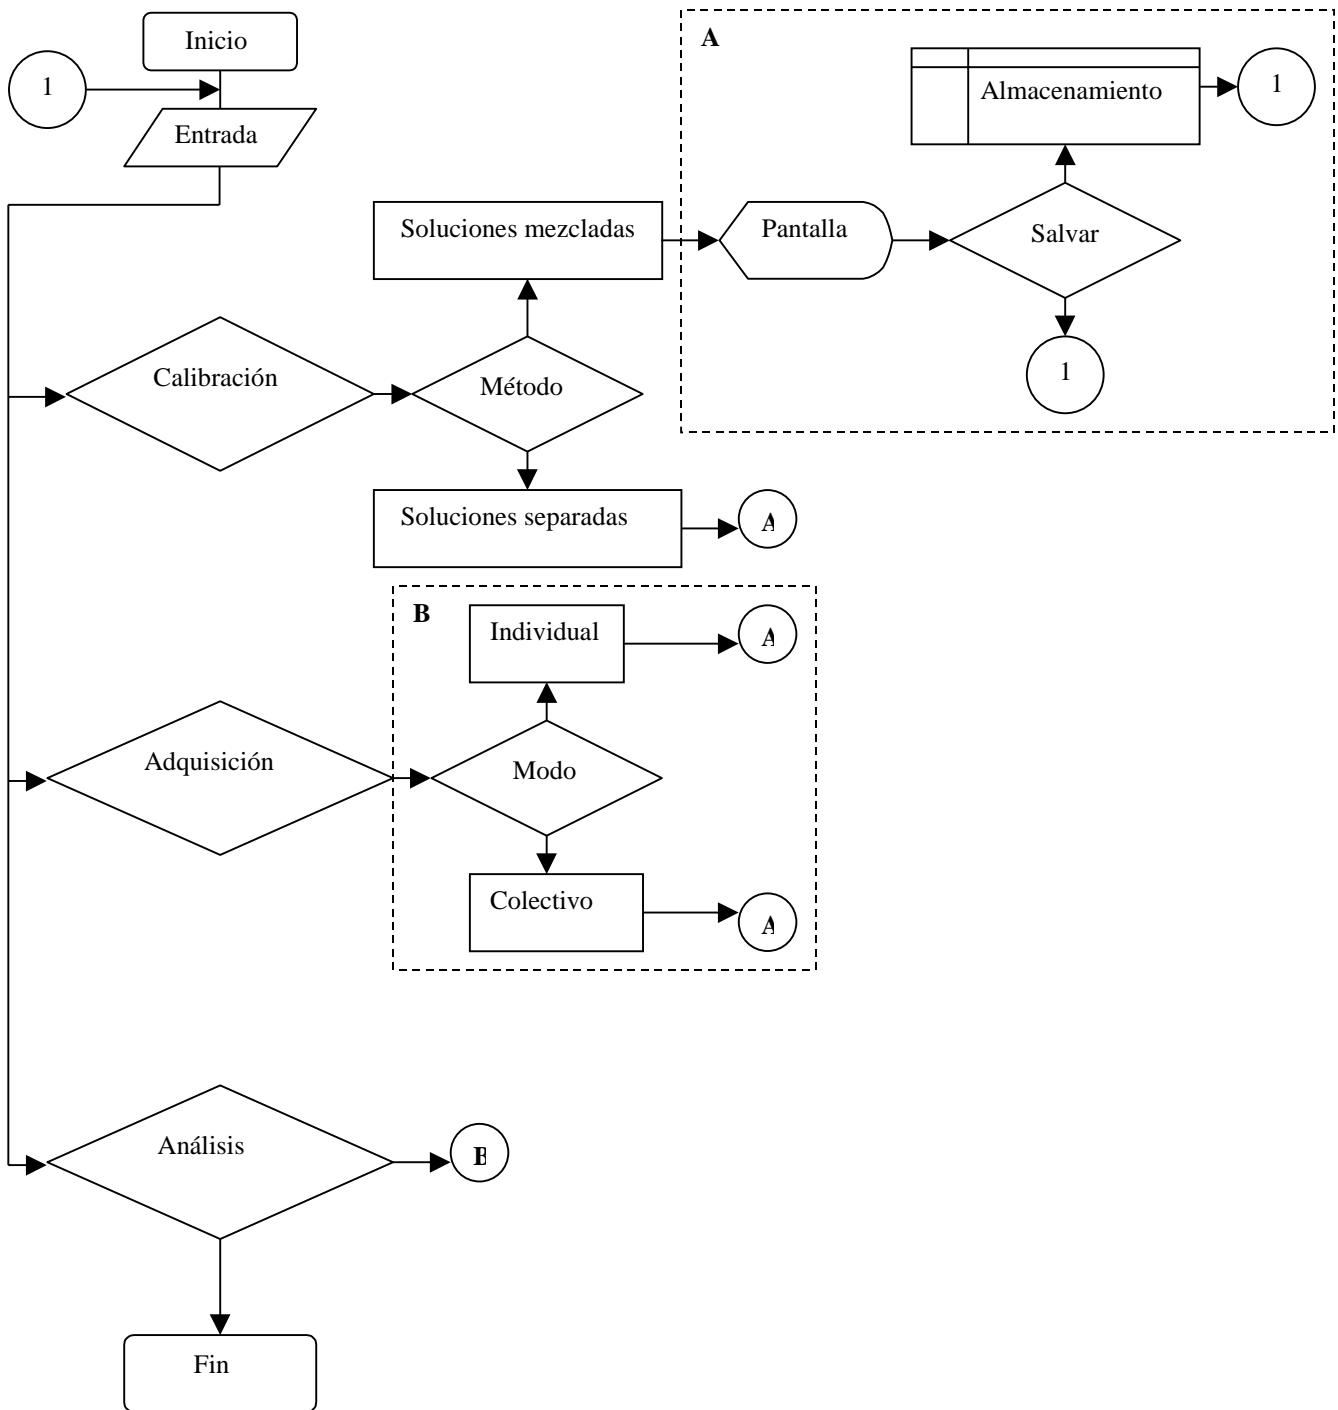 Inicio
1
Entrada
A
Almacenamiento
1
Soluciones mezcladas
Pantalla
Salvar
1
Calibración
Método
Soluciones separadas
A
B
Individual
A
Adquisición
Modo
Colectivo
A
Análisis
B
Fin